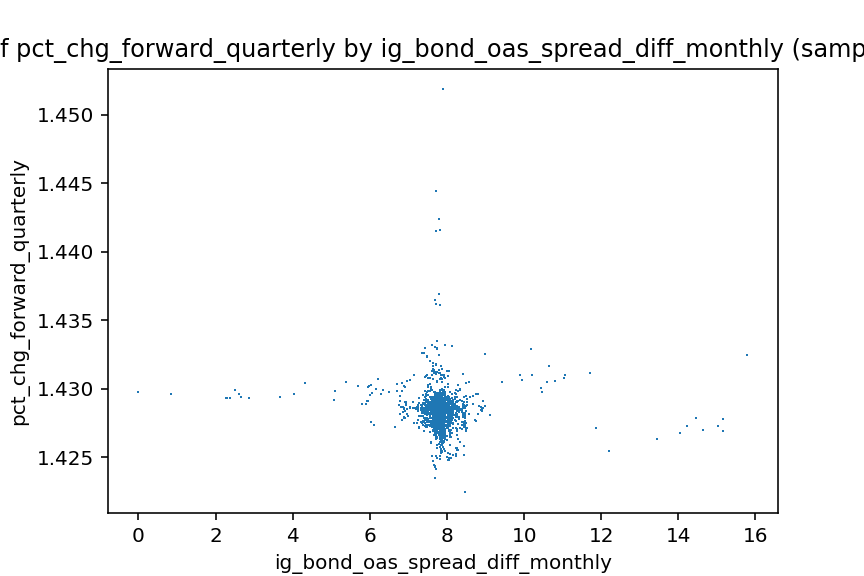 f pct_chg_forward_quarterly by ig_bond_oas_spread_diff_monthly (samp
1.450
1.445
1.440
1.435
1.430
1.425
pct_chg_forward_quarterly
0 2 4 6 8 10 12 14 16
ig_bond_oas_spread_diff_monthly